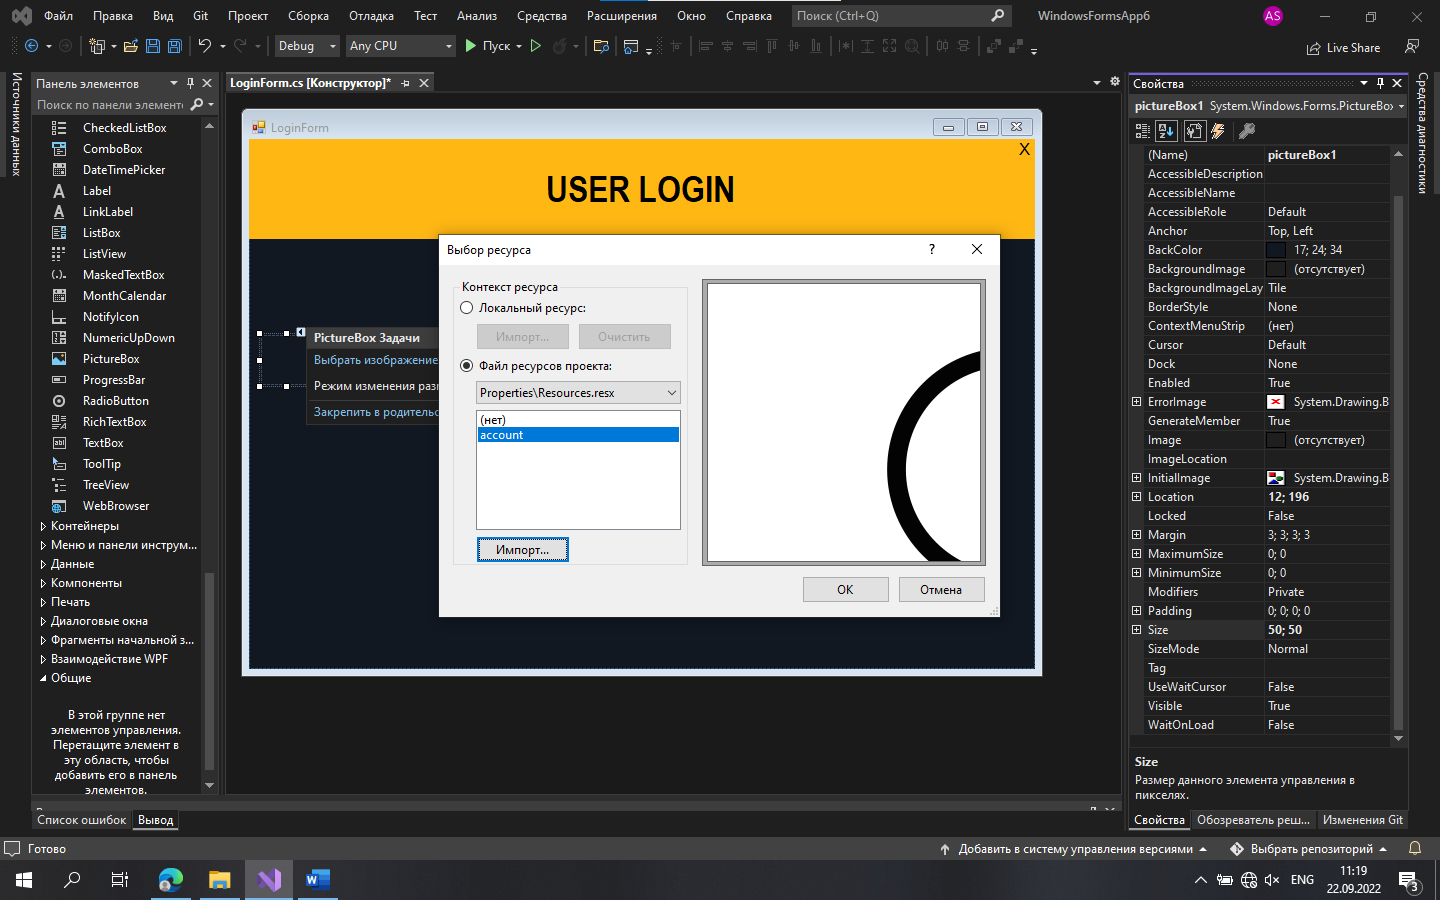 Файл Правка Вид Git Проект Сборка Отладка Тест Анализ Средства Расширения Окно Справка Поиск (Ctrl+Q) WindowsFormsApp6 AS
Debug Any CPU Пуск Live Share
Источники данных
Панель элементов
Поиск по панели элементо
CheckedListBox
ComboBox
DateTimePicker
Label
LinkLabel
ListBox
ListView
MaskedTextBox
MonthCalendar
NotifyIcon
NumericUpDown
PictureBox
ProgressBar
RadioButton
RichTextBox
TextBox
ToolTip
TreeView
WebBrowser
Контейнеры
Меню и панели инструм...
Данные
Компоненты
Печать
Диалоговые окна
Фрагменты начальной з...
Взаимодействие WPF
Общие
В этой группе нет
элементов управления.
Перетащите элемент в
эту область, чтобы
добавить его в панель
элементов.
Список ошибок Вывод
LoginForm.cs [Конструктор]*
LoginForm
X
USER LOGIN
PictureBox Задачи
Выбрать изображение
Режим изменения разм
Закрепить в родительс
Выбор ресурса ?
Контекст ресурса
Локальный ресурс:
Импорт... Очистить
Файл ресурсов проекта:
Properties\Resources.resx
(нет)
account
Импорт...
OK Отмена
Свойства
pictureBox1 System.Windows.Forms.PictureBox
(Name) pictureBox1
AccessibleDescription
AccessibleName
AccessibleRole Default
Anchor Top, Left
BackColor 17; 24; 34
BackgroundImage (отсутствует)
BackgroundImageLay Tile
BorderStyle None
ContextMenuStrip (нет)
Cursor Default
Dock None
Enabled True
ErrorImage System.Drawing.B
GenerateMember True
Image (отсутствует)
ImageLocation
InitialImage System.Drawing.B
Location 12; 196
Locked False
Margin 3; 3; 3; 3
MaximumSize 0; 0
MinimumSize 0; 0
Modifiers Private
Padding 0; 0; 0; 0
Size 50; 50
SizeMode Normal
Tag
UseWaitCursor False
Visible True
WaitOnLoad False
Size
Размер данного элемента управления в
пикселях.
Свойства Обозреватель реш... Изменения Git
Средства диагностики
Готово Добавить в систему управления версиями Выбрать репозиторий
ENG 11:19
22.09.2022
3